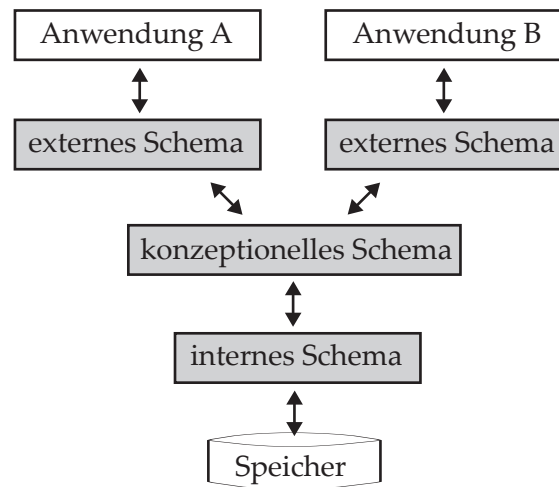 Anwendung A
Anwendung B
externes Schema
externes Schema
konzeptionelles Schema
internes Schema
Speicher